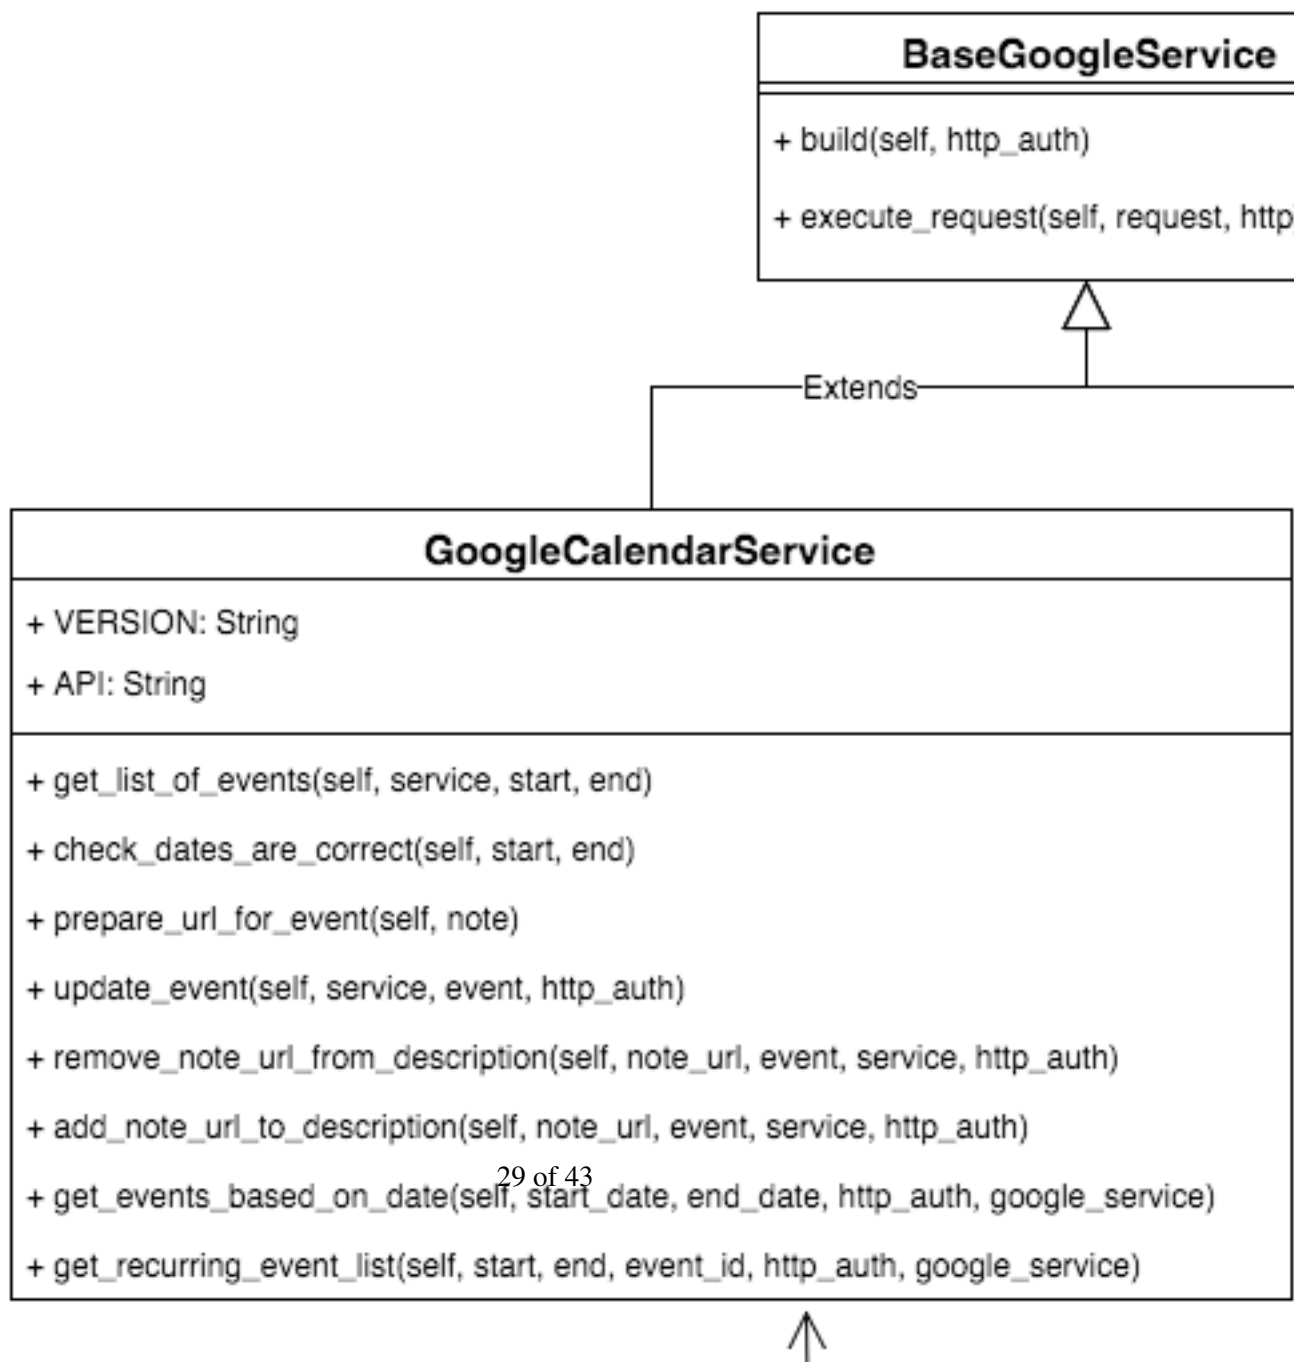 BaseGoogleService
+ build(self, http_auth)
+ execute_request(self, request, http
Extends
GoogleCalendarService
+ VERSION: String
+ API: String
+ get_list_of_events(self, service, start, end)
+ check_dates_are_correct(self, start, end)
+ prepare_url_for_event(self, note)
+ update_event(self, service, event, http_auth)
+ remove_note_url_from_description(self, note_url, event, service, http_auth)
+ add_note_url_to_description(self, note_url, event, service, http_auth)
29 of 43
+ get_events_based_on_date(self, start_date, end_date, http_auth, google_service)
+ get_recurring_event_list(self, start, end, event_id, http_auth, google_service)